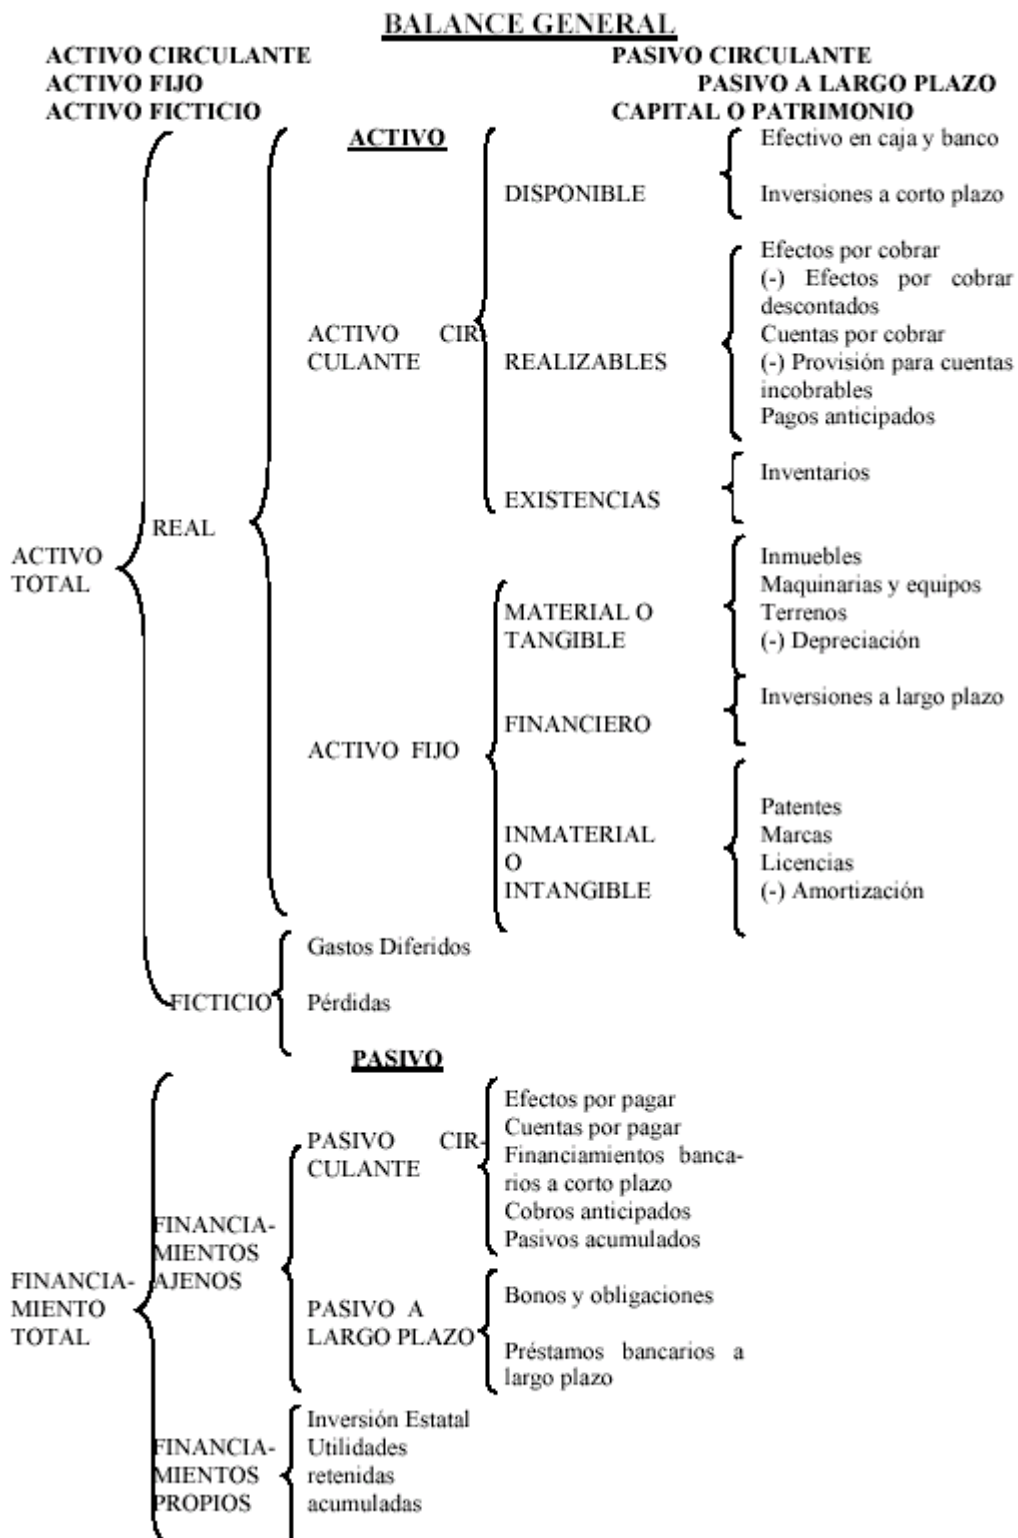 BALANCE GENERAL
ACTIVO CIRCULANTE
PASIVO CIRCULANTE
ACTIVO FIJO
PASIVO A LARGO PLAZO
ACTIVO FICTICIO
CAPITAL O PATRIMONIO
ACTIVO
ACTIVO
TOTAL
REAL
ACTIVO CIR-
CULANTE
DISPONIBLE
Efectivo en caja y banco
Inversiones a corto plazo
REALIZABLES
Efectos por cobrar
(-) Efectos por cobrar
descontados
Cuentas por cobrar
(-) Provisión para cuentas
incobrables
Pagos anticipados
EXISTENCIAS
Inventarios
ACTIVO FIJO
MATERIAL O
TANGIBLE
Inmuebles
Maquinarias y equipos
Terrenos
(-) Depreciación
FINANCIERO
Inversiones a largo plazo
INMATERIAL
O
INTANGIBLE
Patentes
Marcas
Licencias
(-) Amortización
FICTICIO
Gastos Diferidos
Pérdidas
PASIVO
FINANCIA-
MIENTO
TOTAL
FINANCIA-
MIENTOS
AJENOS
PASIVO CIR-
CULANTE
Efectos por pagar
Cuentas por pagar
Financiamientos banca-
rios a corto plazo
Cobros anticipados
Pasivos acumulados
PASIVO A
LARGO PLAZO
Bonos y obligaciones
Préstamos bancarios a
largo plazo
FINANCIA-
MIENTOS
PROPIOS
Inversión Estatal
Utilidades
retenidas
acumuladas